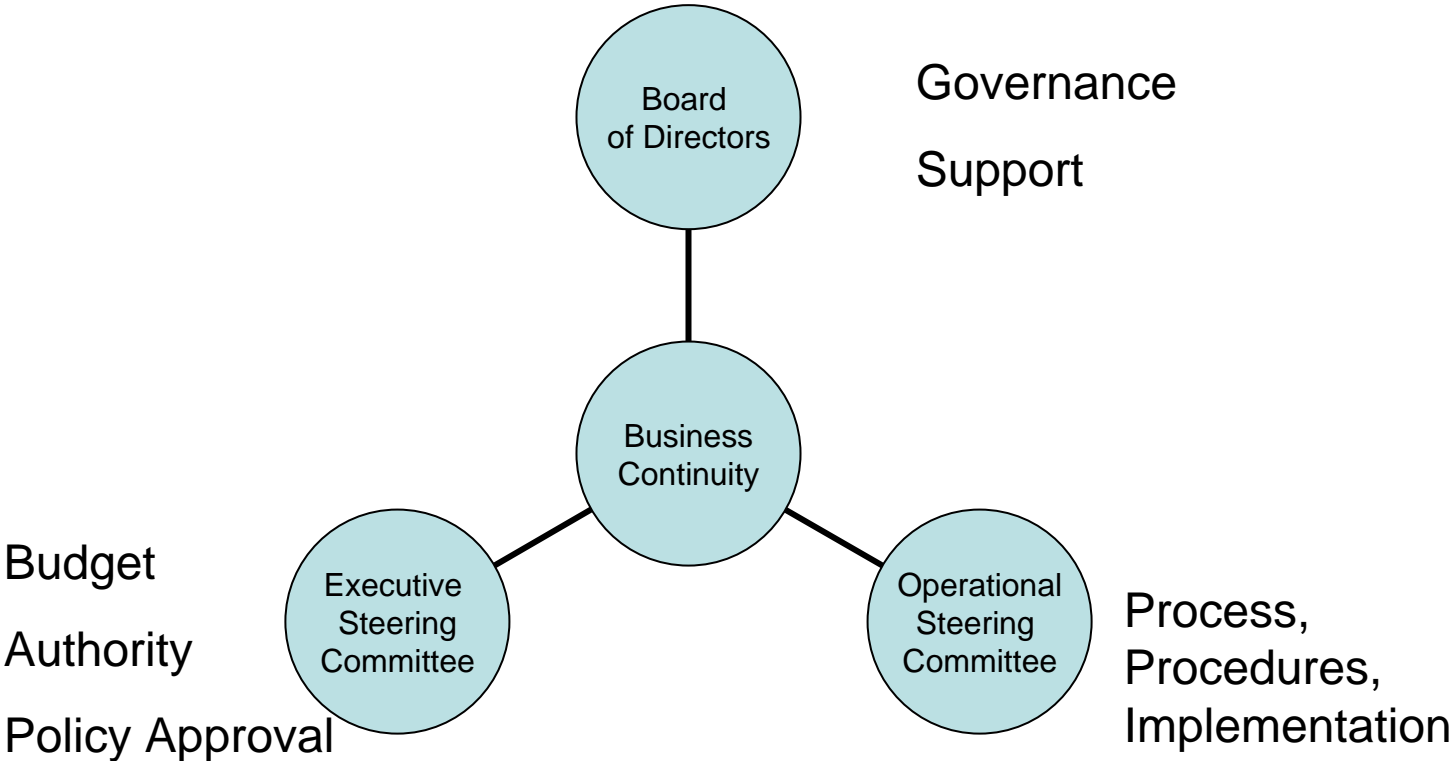 Board
of Directors
Governance
Support
Business
Continuity
Budget
Authority
Policy Approval
Executive
Steering
Committee
Operational
Steering
Committee
Process,
Procedures,
Implementation